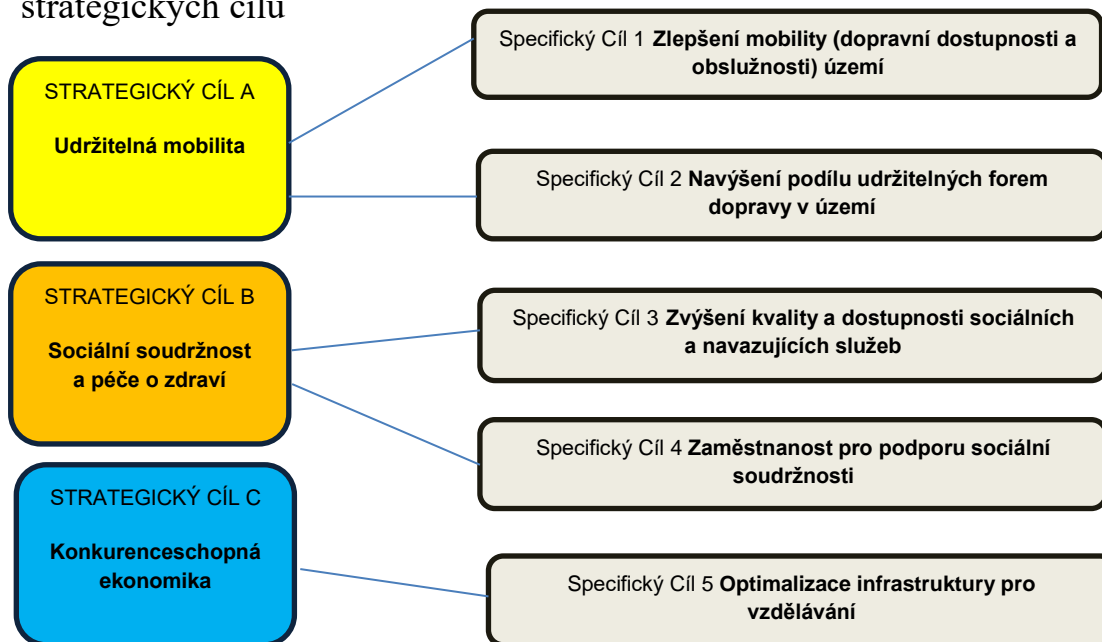 strategických cílů
STRATEGICKÝ CÍL A
Udržitelná mobilita
Specifický Cíl 1 Zlepšení mobility (dopravní dostupnosti a
obslužnosti) území
Specifický Cíl 2 Navýšení podílu udržitelných forem
dopravy v území
STRATEGICKÝ CÍL B
Sociální soudržnost
a péče o zdraví
Specifický Cíl 3 Zvýšení kvality a dostupnosti sociálních
a navazujících služeb
Specifický Cíl 4 Zaměstnanost pro podporu sociální
soudržnosti
STRATEGICKÝ CÍL C
Konkurenceschopná
ekonomika
Specifický Cíl 5 Optimalizace infrastruktury pro
vzdělávání